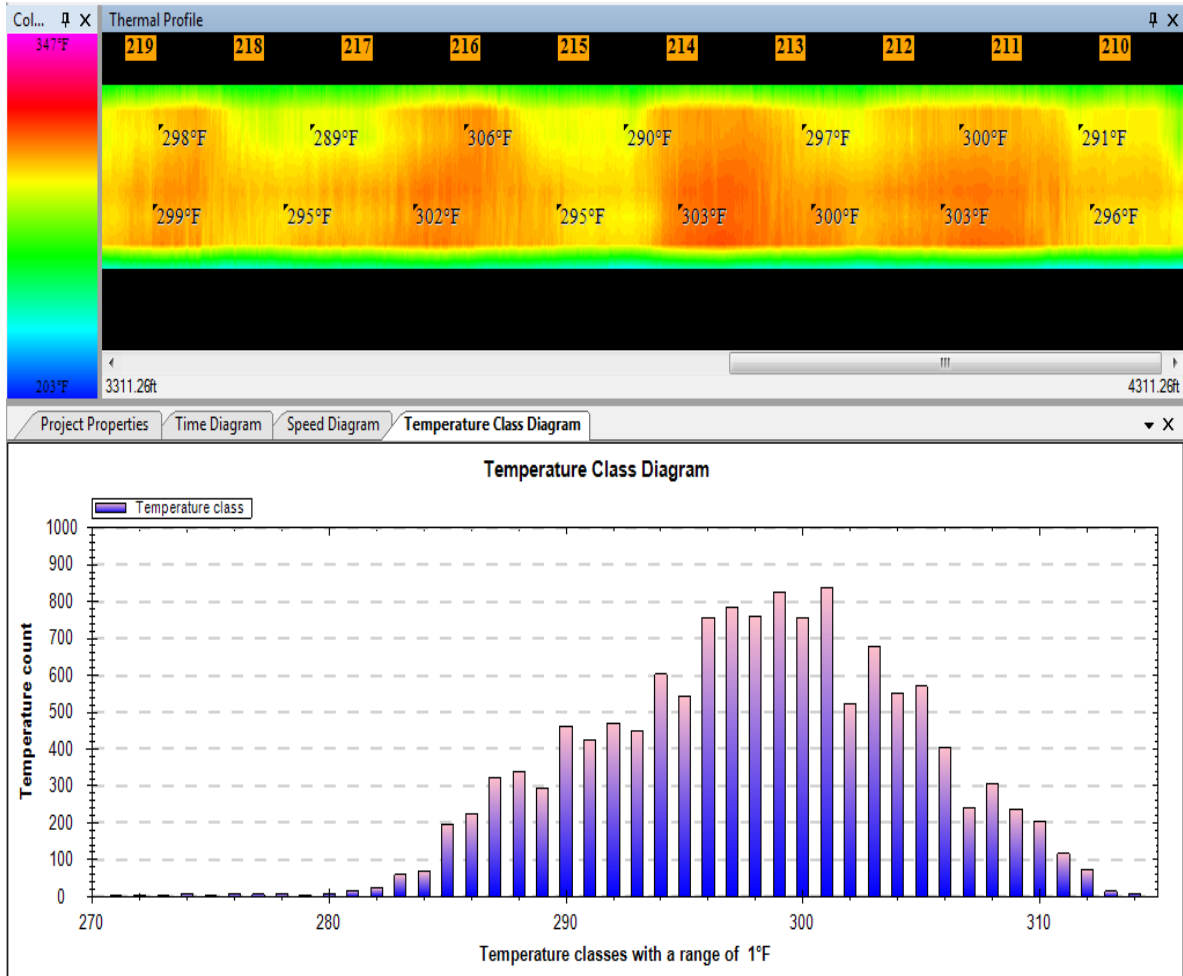 Col...
Thermal Profile
347°F
219 218 217 216 215 214 213 212 211 210
298°F 289°F 306°F 290°F 297°F 300°F 291°F
299°F 295°F 302°F 295°F 303°F 300°F 303°F 296°F
203°F
3311.26ft 4311.26ft
Project Properties Time Diagram Speed Diagram Temperature Class Diagram
Temperature Class Diagram
Temperature class
1000
900
800
700
600
500
400
300
200
100
0
Temperature count
270 280 290 300 310
Temperature classes with a range of 1°F